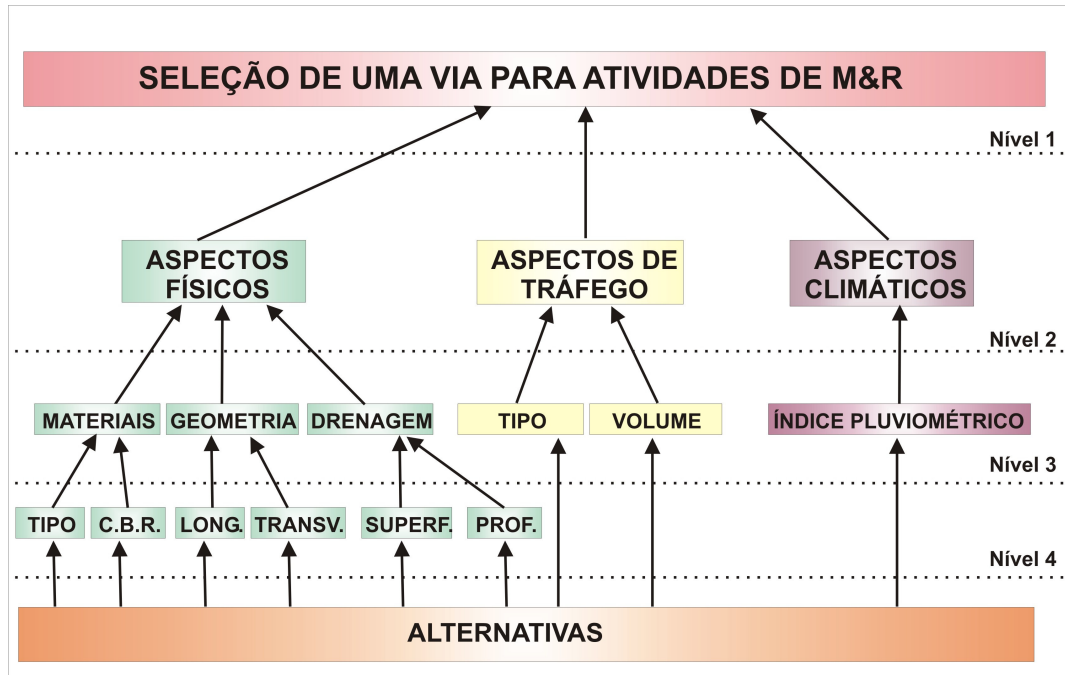 SELEÇÃO DE UMA VIA PARA ATIVIDADES DE M&R
Nível 1
ASPECTOS
FÍSICOS
ASPECTOS DE
TRÁFEGO
ASPECTOS
CLIMÁTICOS
Nível 2
MATERIAIS
GEOMETRIA
DRENAGEM
TIPO
VOLUME
ÍNDICE PLUVIOMÉTRICO
Nível 3
TIPO
C.B.R.
LONG.
TRANSV.
SUPERF.
PROF.
Nível 4
ALTERNATIVAS